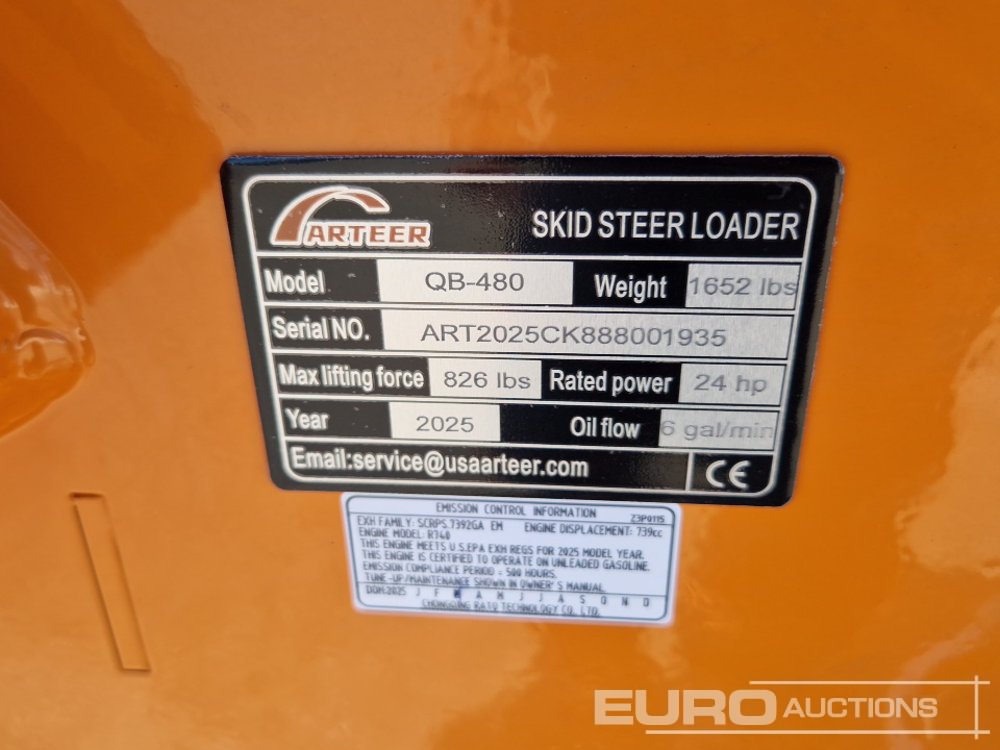 ARTEER SKID STEER LOADER
Model QB-480 Weight 1652 lbs
Serial NO. ART2025CK888001935
Max lifting force 826 lbs Rated power 24 hp
Year 2025 Oil flow 6 gal/min
Email:service@usaarteer.com CE
EMISSION CONTROL INFORMATION Z3P0115
EXH FAMILY: SCRPS.7392GA EM ENGINE DISPLACEMENT: 739cc
ENGINE MODEL: R740
THIS ENGINE MEETS U.S.EPA EXH REGS FOR 2025 MODEL YEAR.
THIS ENGINE IS CERTIFIED TO OPERATE ON UNLEADED GASOLINE.
EMISSION COMPLIANCE PERIOD = 500 HOURS.
TUNE-UP/MAINTENANCE SHOWN IN OWNER'S MANUAL.
DOM:2025 J F M A M J J A S O N D
CHONGQING RATO TECHNOLOGY CO. LTD.
EURO AUCTIONS